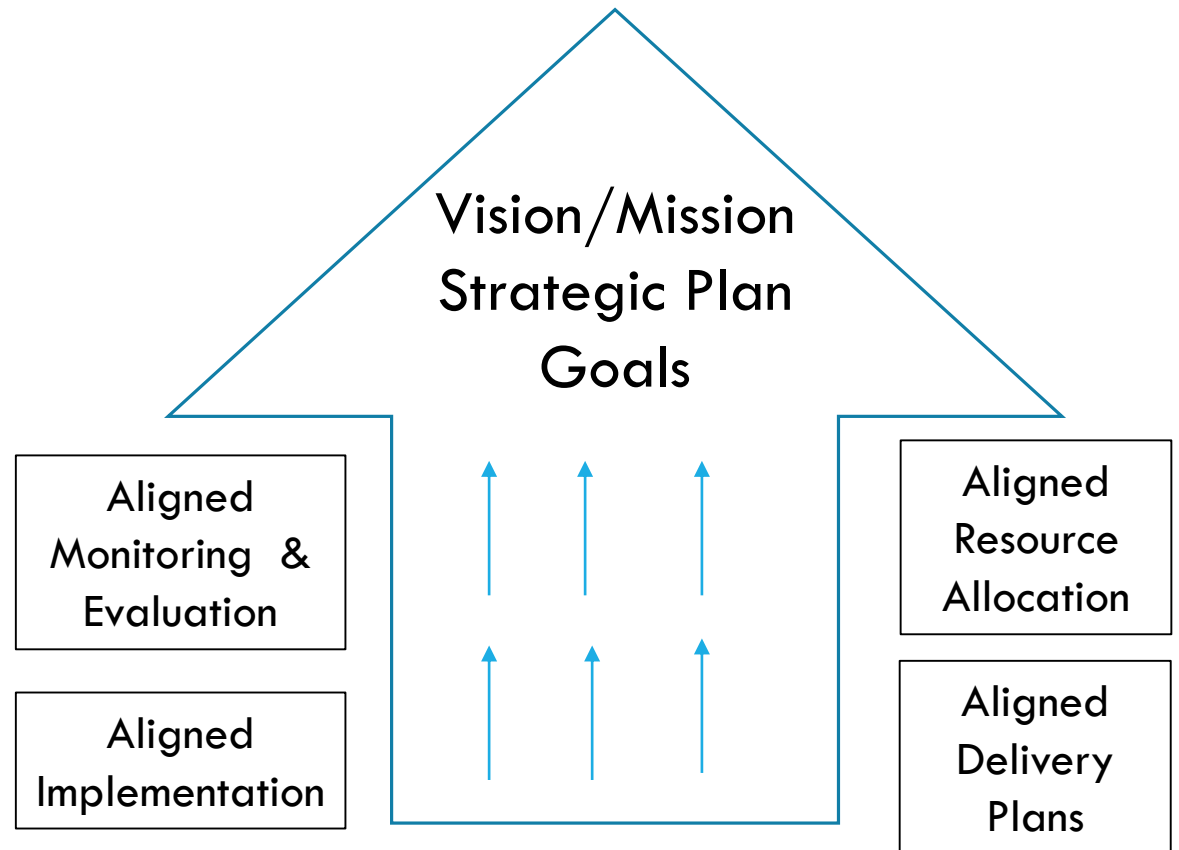 Vision/Mission
Strategic Plan
Goals
Aligned
Monitoring & 
Evaluation
Aligned
Implementation
Aligned
Resource
Allocation
Aligned
Delivery
Plans